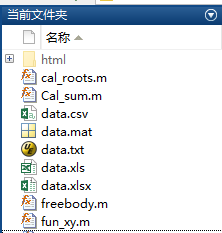 当前文件夹
名称
html
cal_roots.m
Cal_sum.m
data.csv
data.mat
data.txt
data.xls
data.xlsx
freebody.m
fun_xy.m